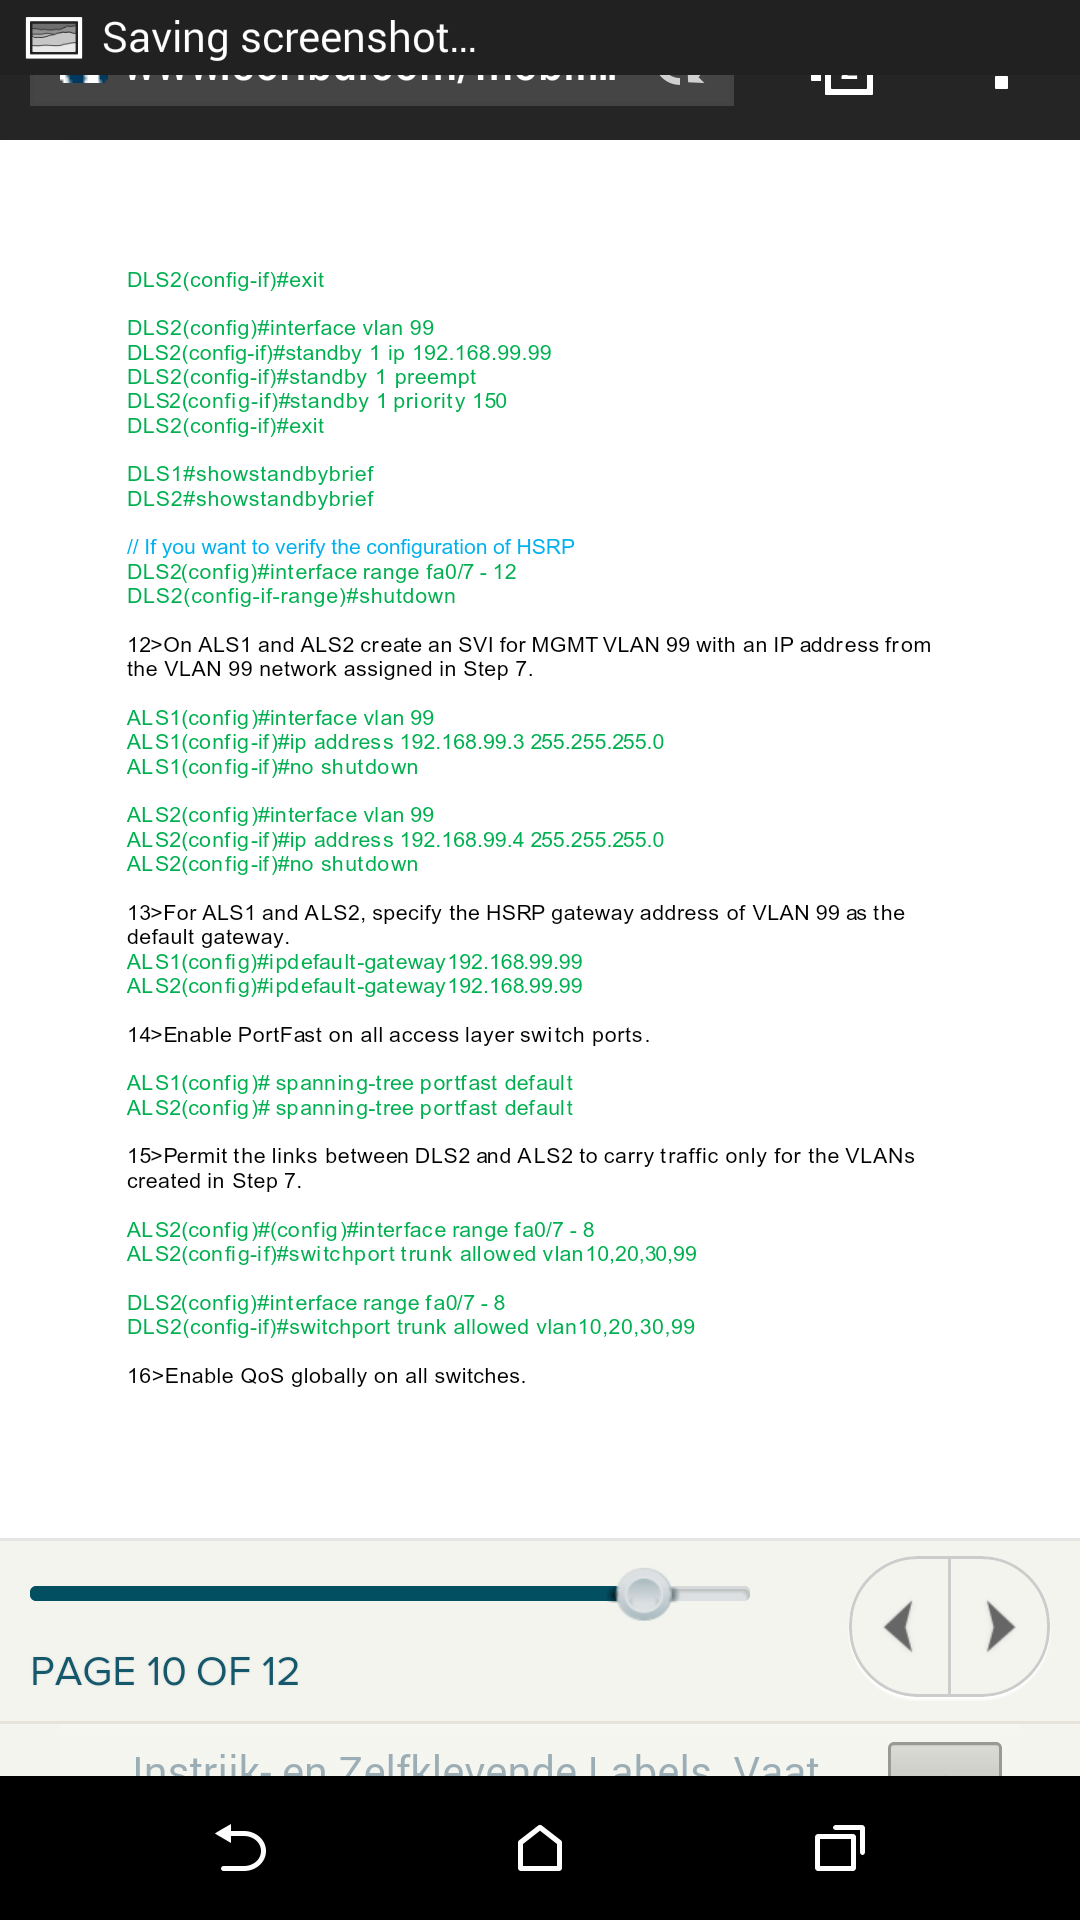 Saving screenshot...
DLS2(config-if)#exit
DLS2(config)#interface vlan 99
DLS2(config-if)#standby 1 ip 192.168.99.99
DLS2(config-if)#standby 1 preempt
DLS2(config-if)#standby 1 priority 150
DLS2(config-if)#exit
DLS1#showstandbybrief
DLS2#showstandbybrief
// If you want to verify the configuration of HSRP
DLS2(config)#interface range fa0/7 - 12
DLS2(config-if-range)#shutdown
12>On ALS1 and ALS2 create an SVI for MGMT VLAN 99 with an IP address from
the VLAN 99 network assigned in Step 7.
ALS1(config)#interface vlan 99
ALS1(config-if)#ip address 192.168.99.3 255.255.255.0
ALS1(config-if)#no shutdown
ALS2(config)#interface vlan 99
ALS2(config-if)#ip address 192.168.99.4 255.255.255.0
ALS2(config-if)#no shutdown
13>For ALS1 and ALS2, specify the HSRP gateway address of VLAN 99 as the
default gateway.
ALS1(config)#ipdefault-gateway192.168.99.99
ALS2(config)#ipdefault-gateway192.168.99.99
14>Enable PortFast on all access layer switch ports.
ALS1(config)# spanning-tree portfast default
ALS2(config)# spanning-tree portfast default
15>Permit the links between DLS2 and ALS2 to carry traffic only for the VLANs
created in Step 7.
ALS2(config)#(config)#interface range fa0/7 - 8
ALS2(config-if)#switchport trunk allowed vlan10,20,30,99
DLS2(config)#interface range fa0/7 - 8
DLS2(config-if)#switchport trunk allowed vlan10,20,30,99
16>Enable QoS globally on all switches.
PAGE 10 OF 12
Instrijk- en Zelfklevende Labels. Vaat